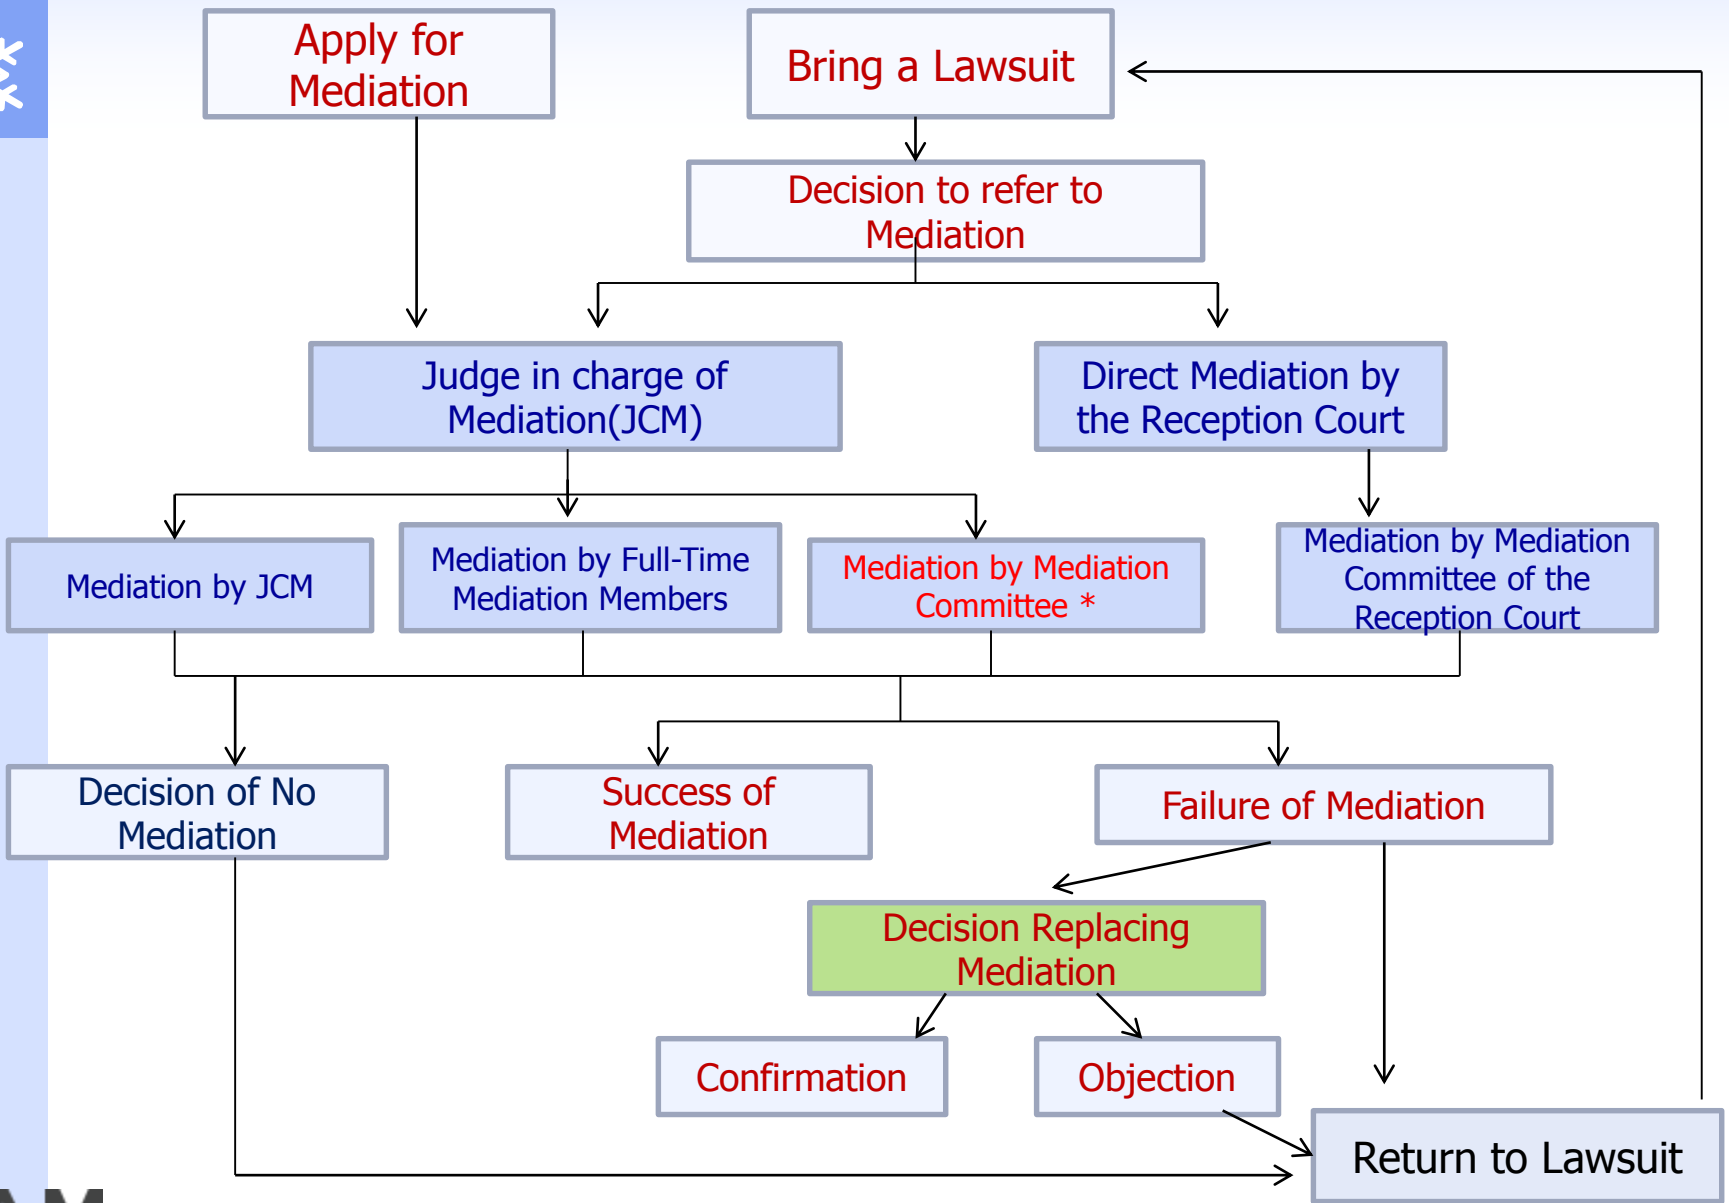 Apply for
Mediation
Bring a Lawsuit
Decision to refer to
Mediation
Judge in charge of
Mediation(JCM)
Direct Mediation by
the Reception Court
Mediation by JCM
Mediation by Full-Time
Mediation Members
Mediation by Mediation
Committee *
Mediation by Mediation
Committee of the
Reception Court
Decision of No
Mediation
Success of
Mediation
Failure of Mediation
Decision Replacing
Mediation
Confirmation
Objection
Return to Lawsuit